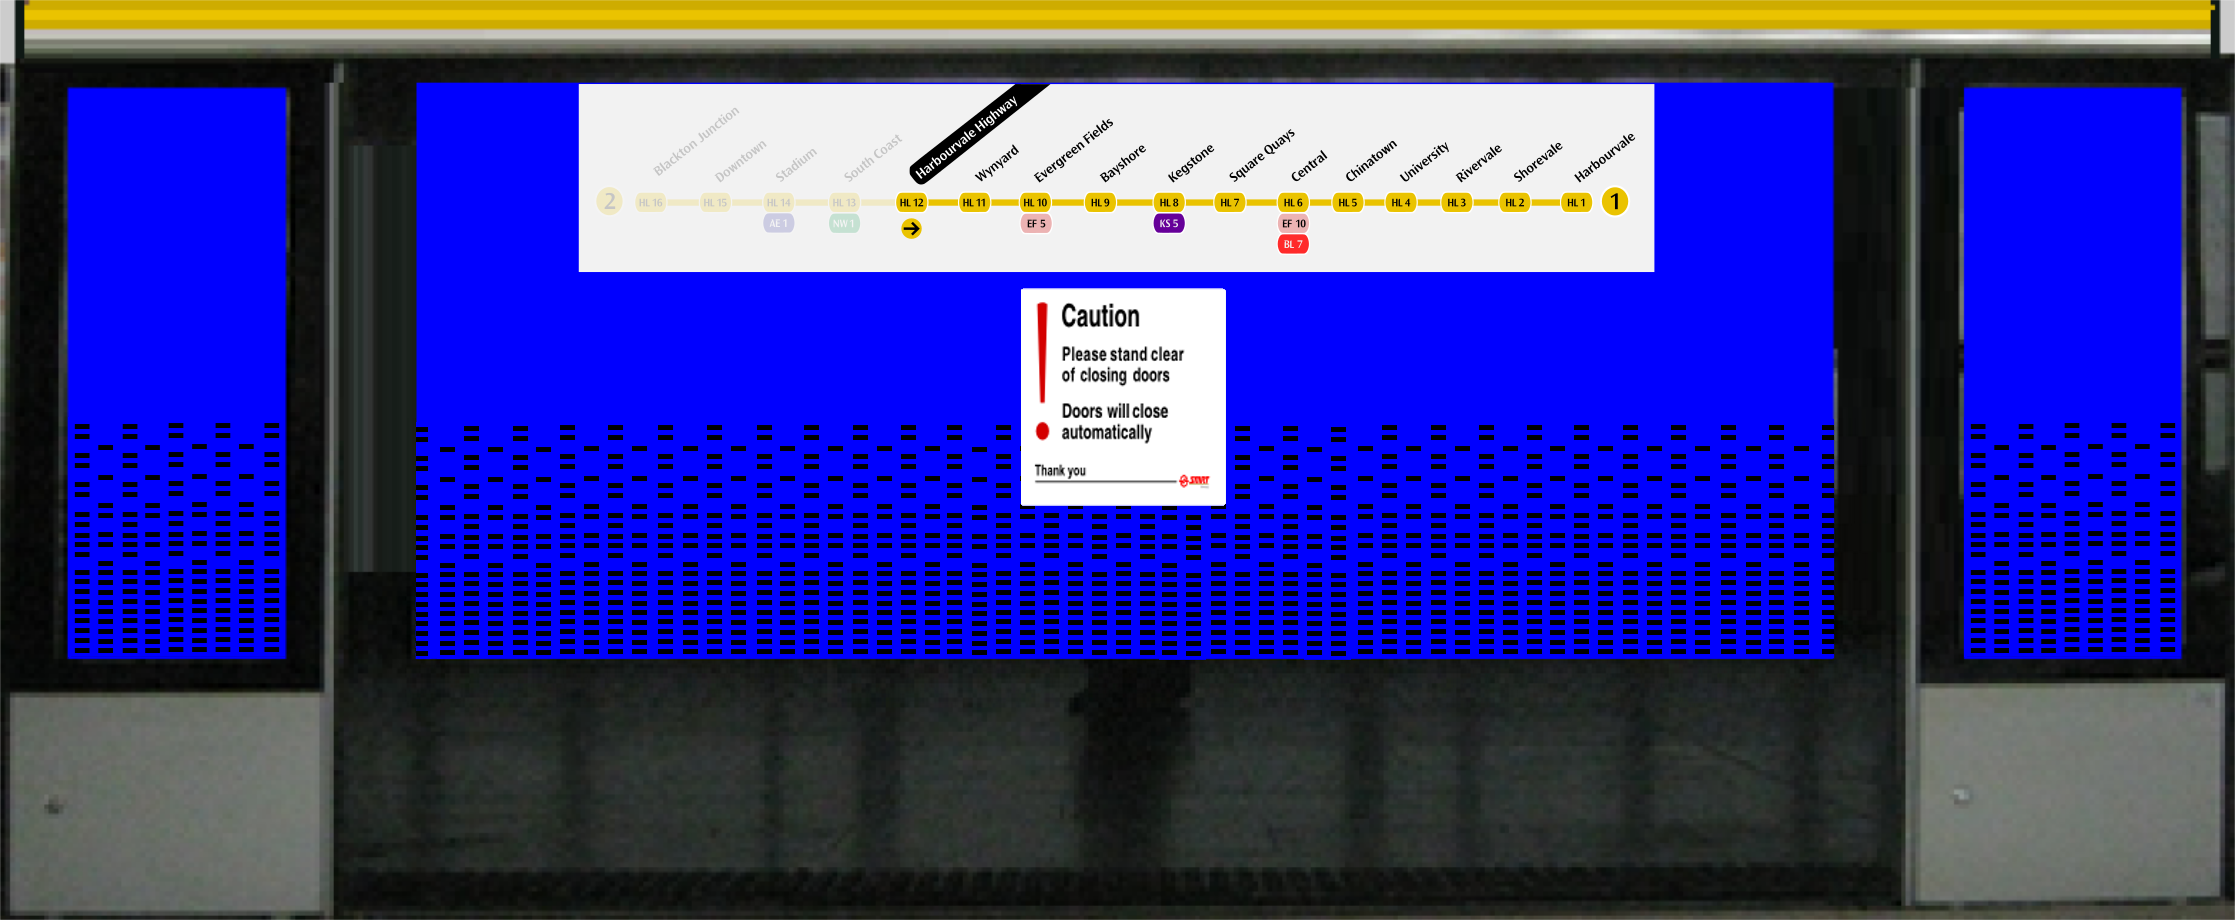 Blackton Junction
Downtown
Stadium
South Coast
Harbourvale Highway
Wynyard
Evergreen Fields
Bayshore
Kegstone
Square Quays
Central
Chinatown
University
Rivervale
Shorevale
Harbourvale
2 HL 16 HL 15 HL 14 HL 13 HL 12 HL 11 HL 10 HL 9 HL 8 HL 7 HL 6 HL 5 HL 4 HL 3 HL 2 HL 1 1
AE 1 NW 1 EF 5 KS 5 EF 10
BL 7
Caution
Please stand clear
of closing doors
Doors will close
automatically
Thank you
SMRT